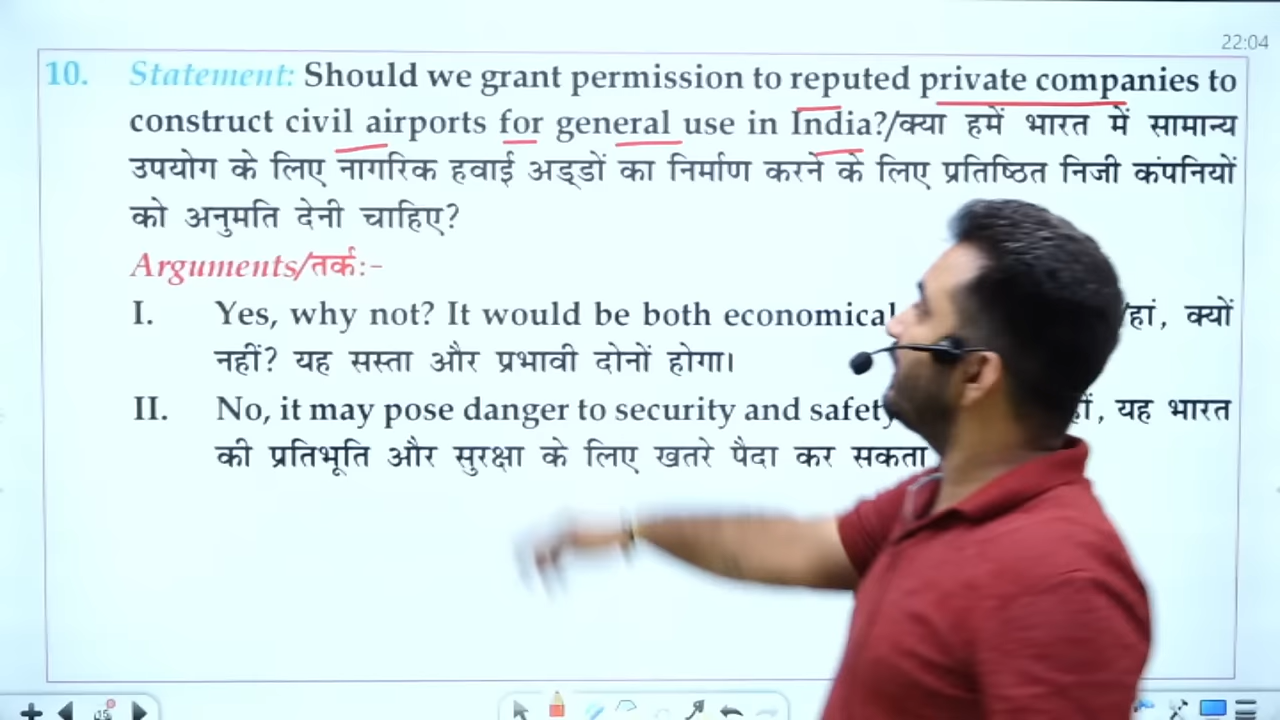 22:04
10. Statement: Should we grant permission to reputed private companies to
construct civil airports for general use in India?/क्या हमें भारत में सामान्य
उपयोग के लिए नागरिक हवाई अड्डों का निर्माण करने के लिए प्रतिष्ठित निजी कंपनियों
को अनुमति देनी चाहिए?
Arguments/तर्क:-
I. Yes, why not? It would be both economical /हां, क्यों
नहीं? यह सस्ता और प्रभावी दोनों होगा।
II. No, it may pose danger to security and safety यह भारत
की प्रतिभूति और सुरक्षा के लिए खतरे पैदा कर सकता